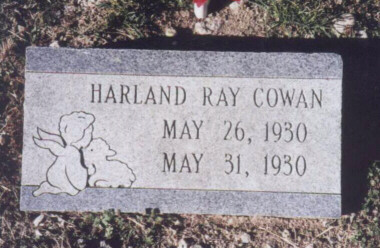 HARLAND RAY COWAN
MAY 26, 1930
MAY 31, 1930